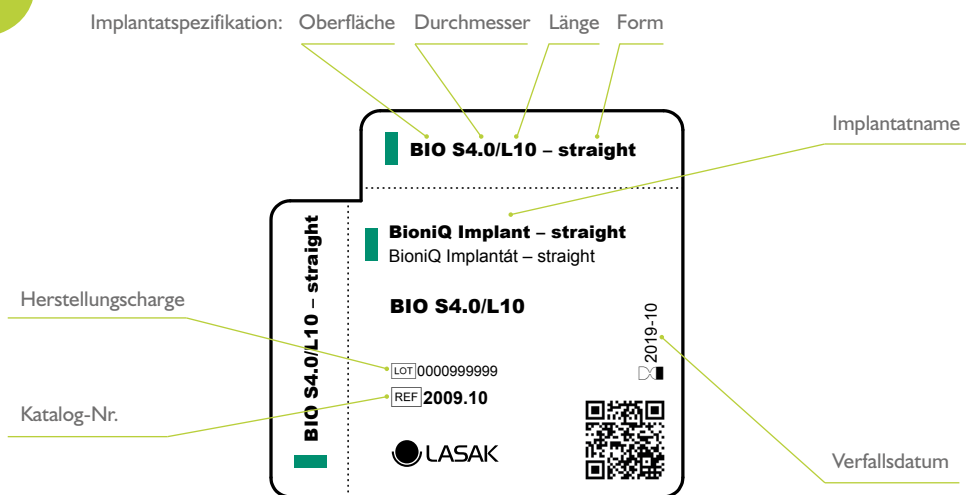 Implantatspezifikation: Oberfläche Durchmesser Länge Form
Implantatname
BIO S4.0/L10 – straight
BioniQ Implant – straight
BioniQ Implantát – straight
BIO S4.0/L10 – straight
BIO S4.0/L10
Herstellungscharge
2019-10
LOT 0000999999
REF 2009.10
Katalog-Nr.
LASAK
Verfallsdatum